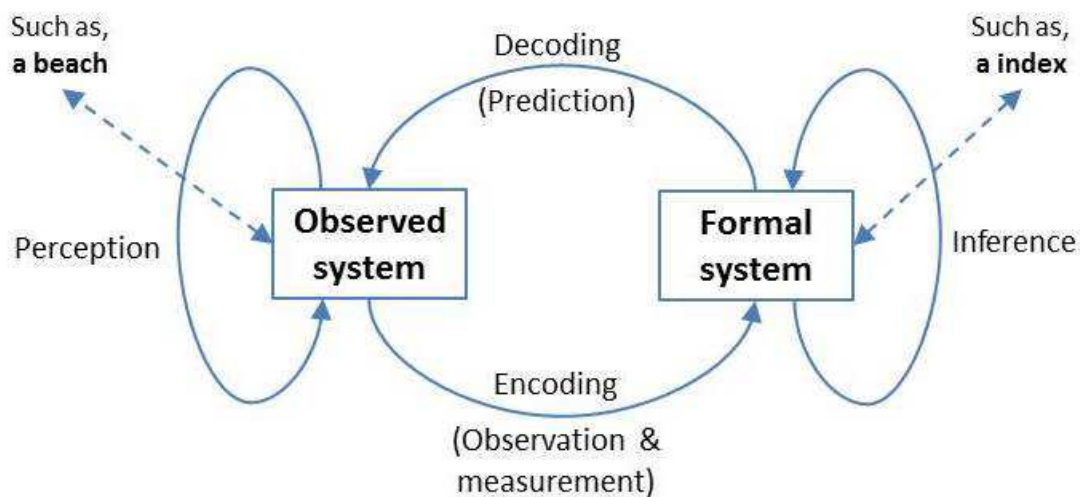 Such as,
a beach
Such as,
a index
Decoding
(Prediction)
Perception
Observed
system
Formal
system
Inference
Encoding
(Observation &
measurement)